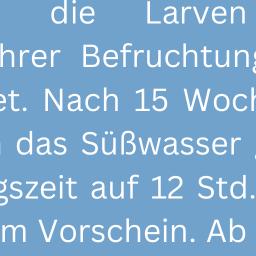 die Larven
hrer Befruchtung
et. Nach 15 Woch
das Süßwasser
gszeit auf 12 Std.
m Vorschein. Ab